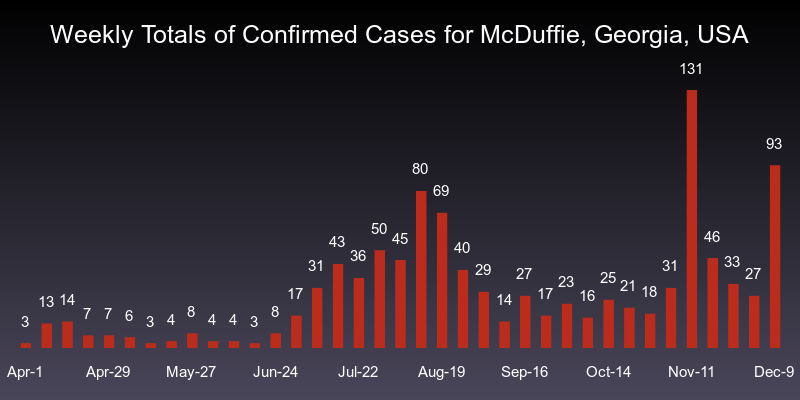 Weekly Totals of Confirmed Cases for McDuffie, Georgia, USA
3 13 14 7 7 6 3 4 8 4 4 3 8 17 31 43 36 50 45 80 69 40 29 14 27 17 23 16 25 21 18 31 131 46 33 27 93
Apr-1 Apr-29 May-27 Jun-24 Jul-22 Aug-19 Sep-16 Oct-14 Nov-11 Dec-9